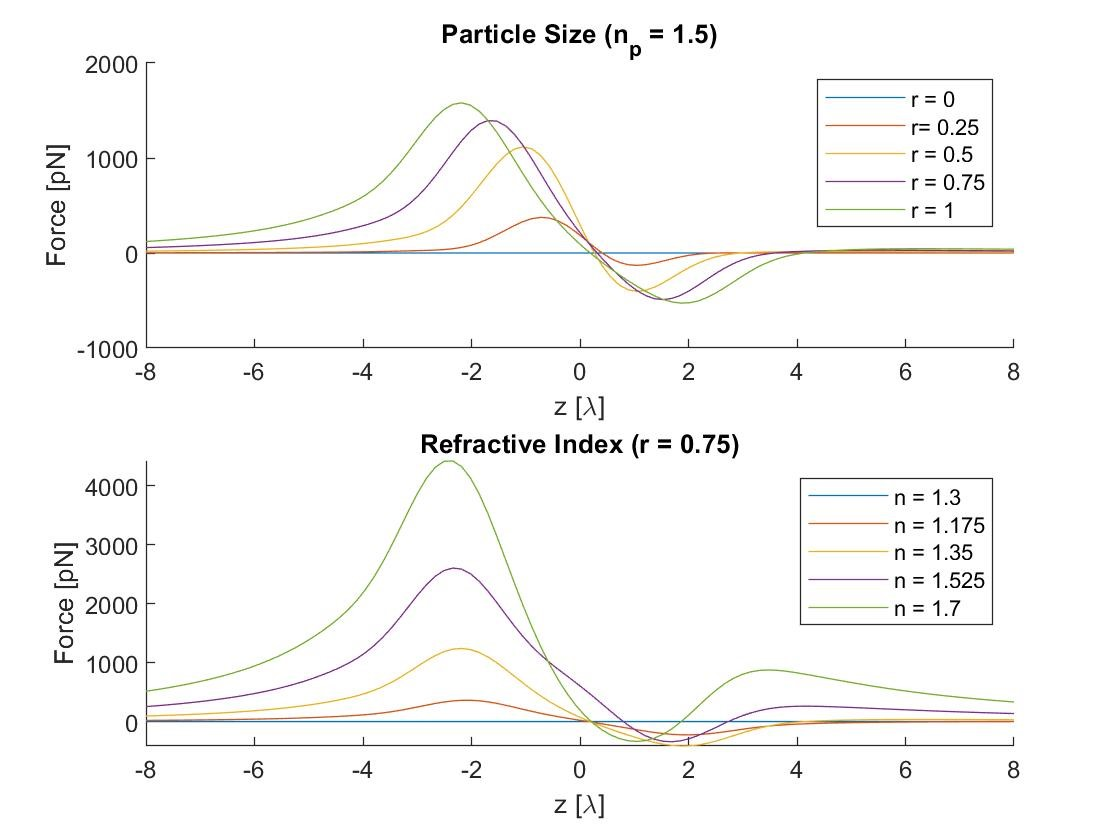 Particle Size (nₚ = 1.5)
2000
1000
0
-1000
Force [pN]
-8 -6 -4 -2 0 2 4 6 8
z [λ]
r = 0
r= 0.25
r = 0.5
r = 0.75
r = 1
Refractive Index (r = 0.75)
4000
3000
2000
1000
0
Force [pN]
-8 -6 -4 -2 0 2 4 6 8
z [λ]
n = 1.3
n = 1.175
n = 1.35
n = 1.525
n = 1.7